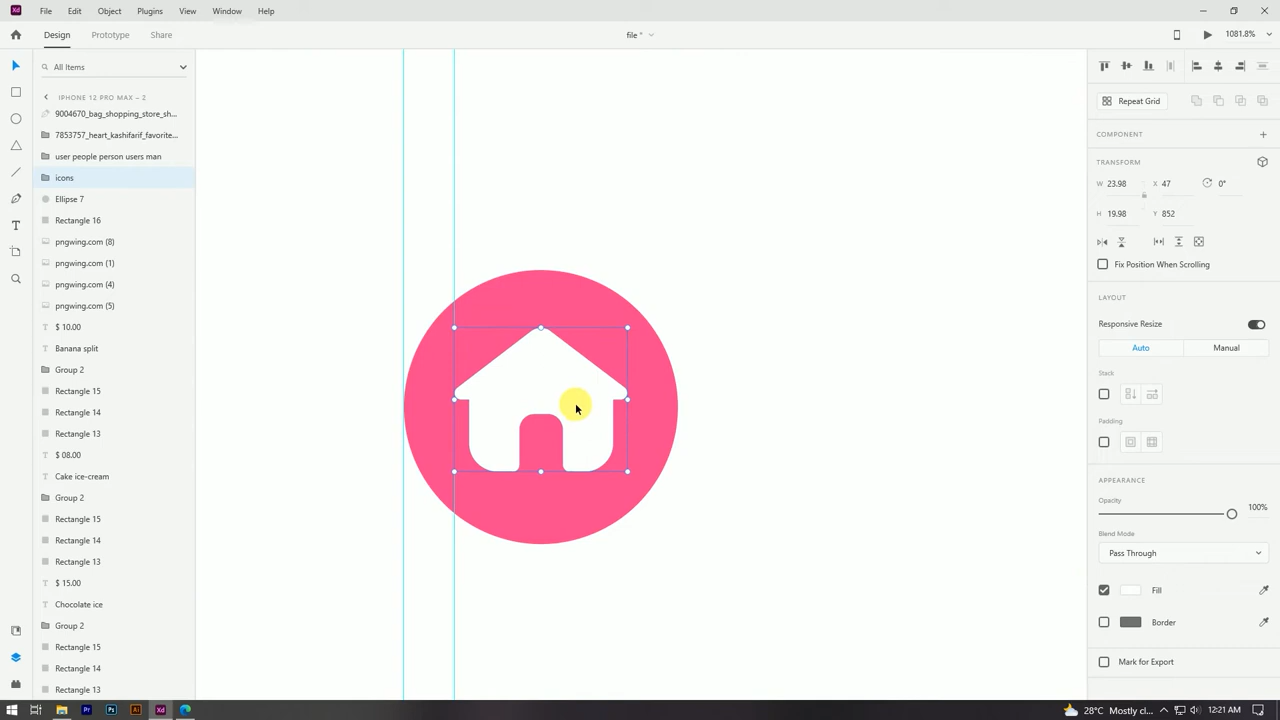 Xd File Edit Object Plugins View Window Help
Design Prototype Share file * 1081.8%
All Items
IPHONE 12 PRO MAX – 2
9004670_bag_shopping_store_sh...
7853757_heart_kashifarif_favorite...
user people person users man
icons
Ellipse 7
Rectangle 16
pngwing.com (8)
pngwing.com (1)
pngwing.com (4)
pngwing.com (5)
T $ 10.00
T Banana split
Group 2
Rectangle 15
Rectangle 14
Rectangle 13
T $ 08.00
T Cake ice-cream
Group 2
Rectangle 15
Rectangle 14
Rectangle 13
T $ 15.00
T Chocolate ice
Group 2
Rectangle 15
Rectangle 14
Rectangle 13
Repeat Grid
COMPONENT
TRANSFORM
W 23.98 X 47 0°
H 19.98 Y 852
Fix Position When Scrolling
LAYOUT
Responsive Resize
Auto Manual
Stack
Padding
APPEARANCE
Opacity
100%
Blend Mode
Pass Through
Fill
Border
Mark for Export
Pr Ps Ai Xd 28°C Mostly cl... 12:21 AM